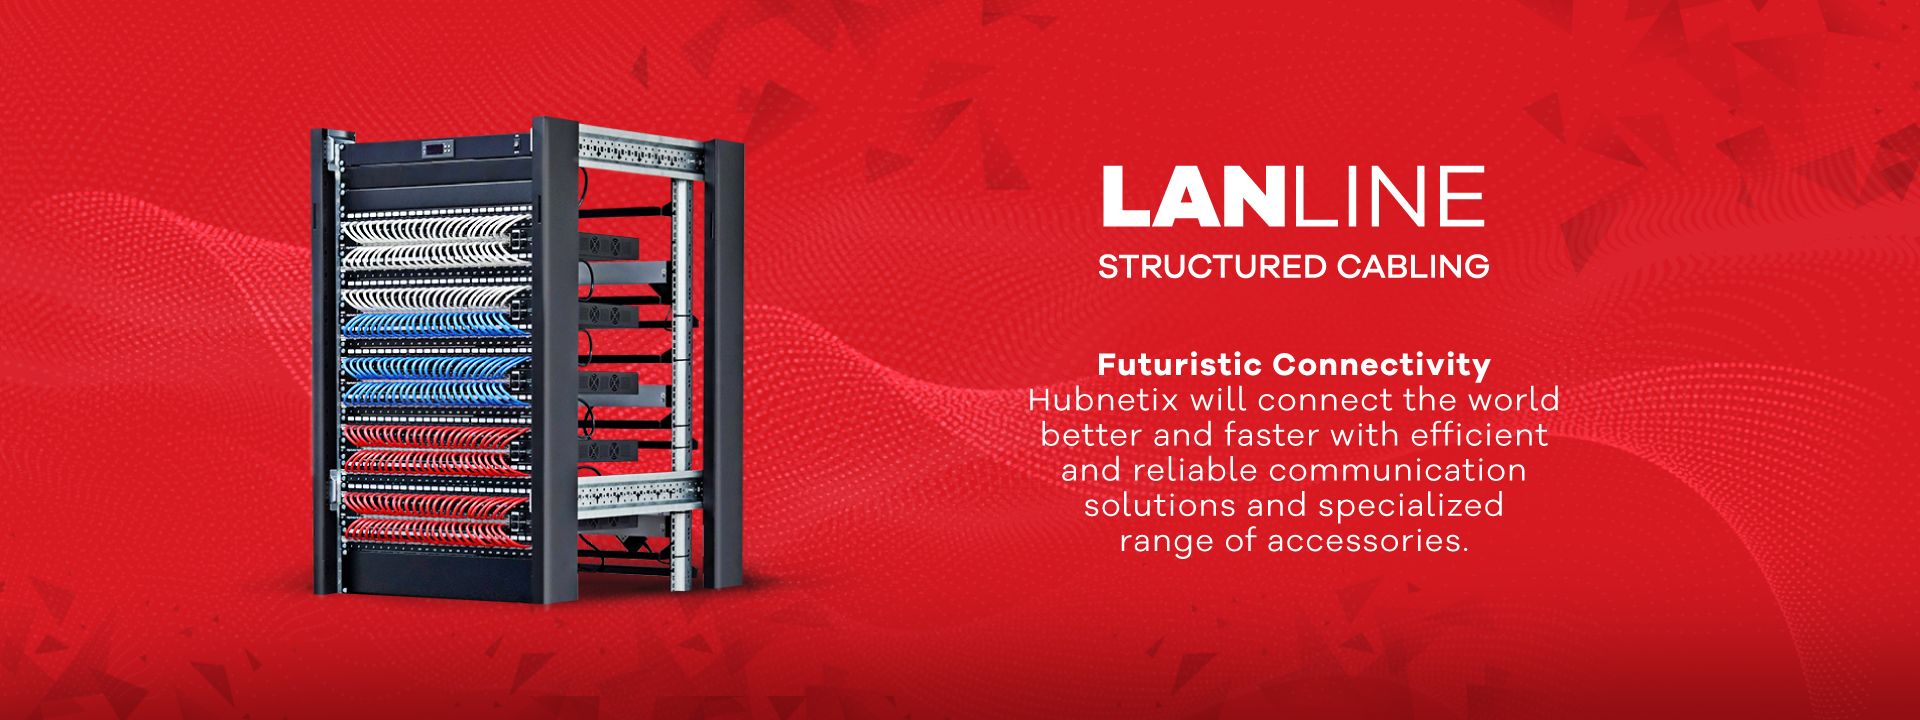 LANLINE
STRUCTURED CABLING
Futuristic Connectivity
Hubnetix will connect the world
better and faster with efficient
and reliable communication
solutions and specialized
range of accessories.